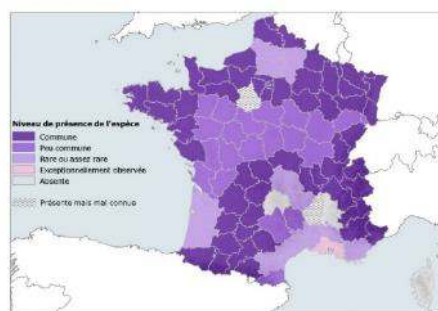 Niveau de présence de l'espèce
Commune
Peu commune
Rare ou assez rare
Exceptionnellement observée
Absente
Présente mais mal connue